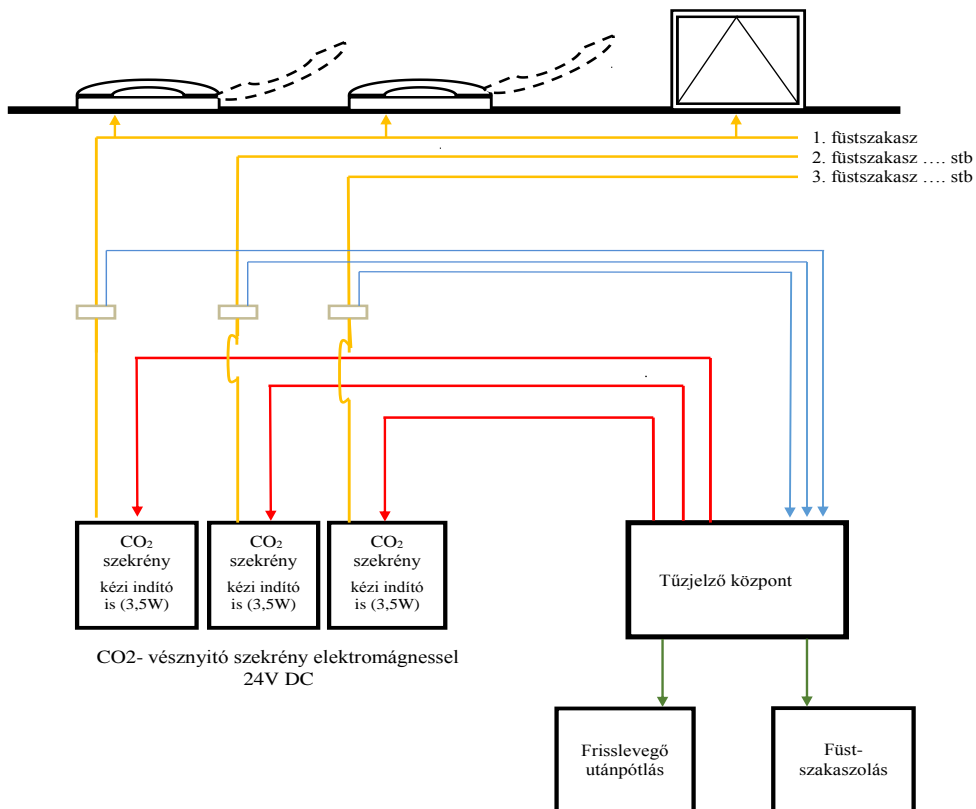 1. füstszakasz
2. füstszakasz …. stb
3. füstszakasz …. stb
CO₂
szekrény
kézi indító
is (3,5W)
CO₂
szekrény
kézi indító
is (3,5W)
CO₂
szekrény
kézi indító
is (3,5W)
Tűzjelző központ
CO2- vésznyitó szekrény elektromágnessel
24V DC
Frisslevegő
utánpótlás
Füst-
szakaszolás